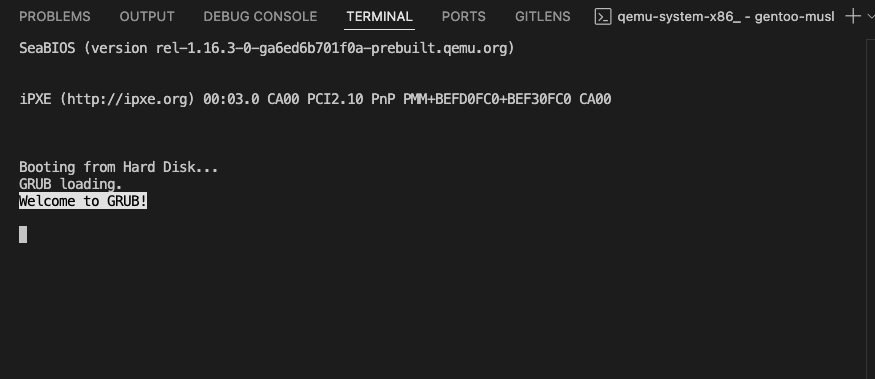 PROBLEMS OUTPUT DEBUG CONSOLE TERMINAL PORTS GITLENS qemu-system-x86_ - gentoo-musl
SeaBIOS (version rel-1.16.3-0-ga6ed6b701f0a-prebuilt.qemu.org)
iPXE (http://ipxe.org) 00:03.0 CA00 PCI2.10 PnP PMM+BEFD0FC0+BEF30FC0 CA00
Booting from Hard Disk...
GRUB loading.
Welcome to GRUB!